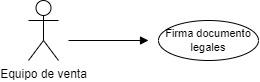 Firma documento
legales
Equipo de venta